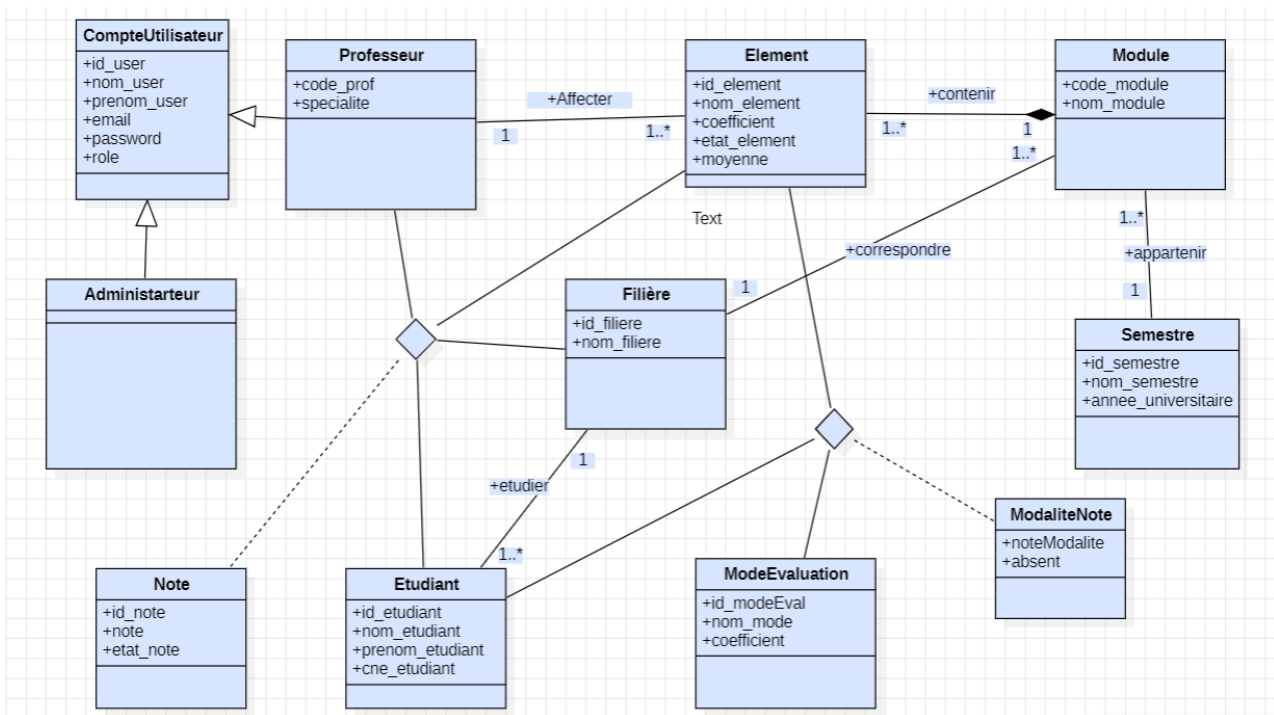 CompteUtilisateur
+id_user
+nom_user
+prenom_user
+email
+password
+role
Professeur
+code_prof
+specialite
+Affecter
1
1..*
Element
+id_element
+nom_element
+coefficient
+etat_element
+moyenne
+contenir
1..*
1
Module
+code_module
+nom_module
1..*
Text
+correspondre
1
1..*
+appartenir
1
Administarteur
Filière
+id_filiere
+nom_filiere
Semestre
+id_semestre
+nom_semestre
+annee_universitaire
1
+etudier
1..*
ModaliteNote
+noteModalite
+absent
Note
+id_note
+note
+etat_note
Etudiant
+id_etudiant
+nom_etudiant
+prenom_etudiant
+cne_etudiant
ModeEvaluation
+id_modeEval
+nom_mode
+coefficient